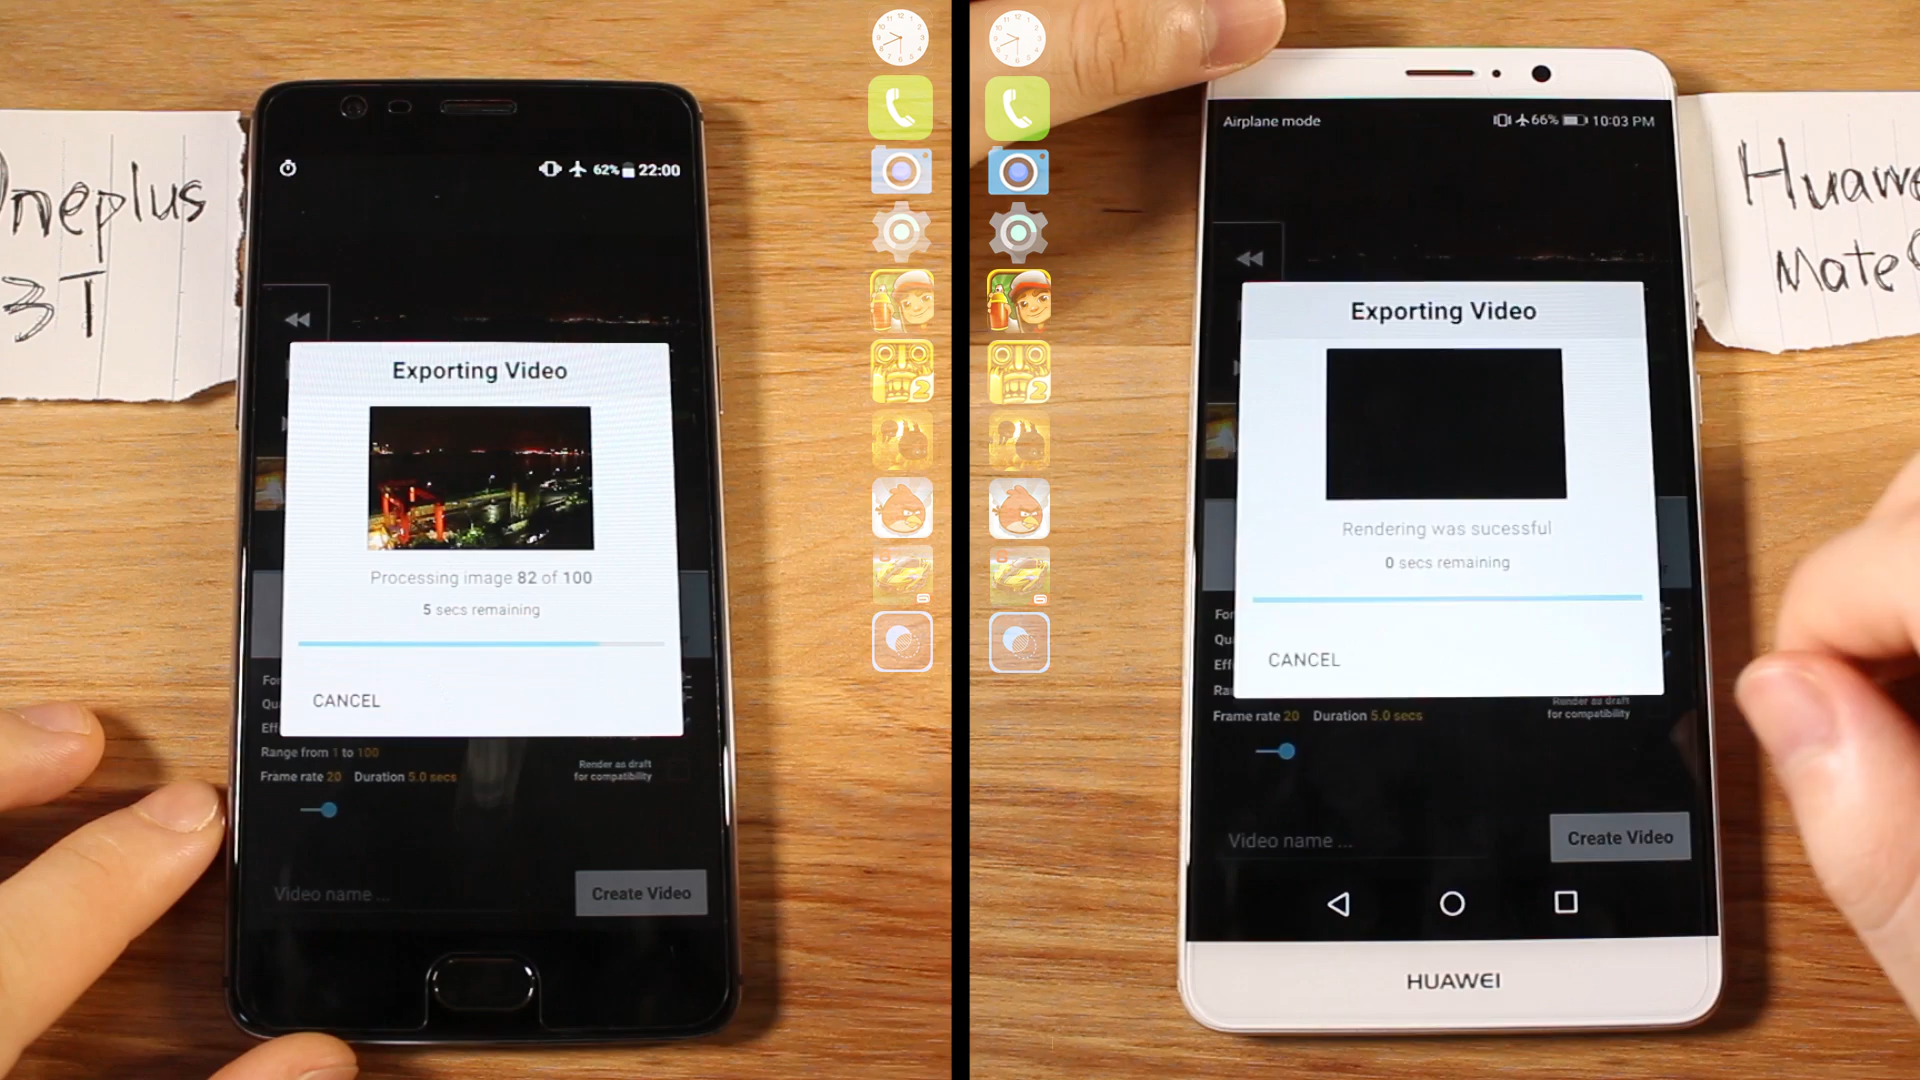 Oneplus
3T
62% 22:00
Exporting Video
Processing image 82 of 100
5 secs remaining
CANCEL
Range from 1 to 100
Frame rate 20 Duration 5.0 secs
Render as draft
for compatibility
Video name ...
Create Video
2
2
Airplane mode
66% 10:03 PM
Exporting Video
Rendering was sucessful
0 secs remaining
CANCEL
Frame rate 20 Duration 5.0 secs
Render as draft
for compatibility
Video name ...
Create Video
HUAWEI
Huawe
Mate